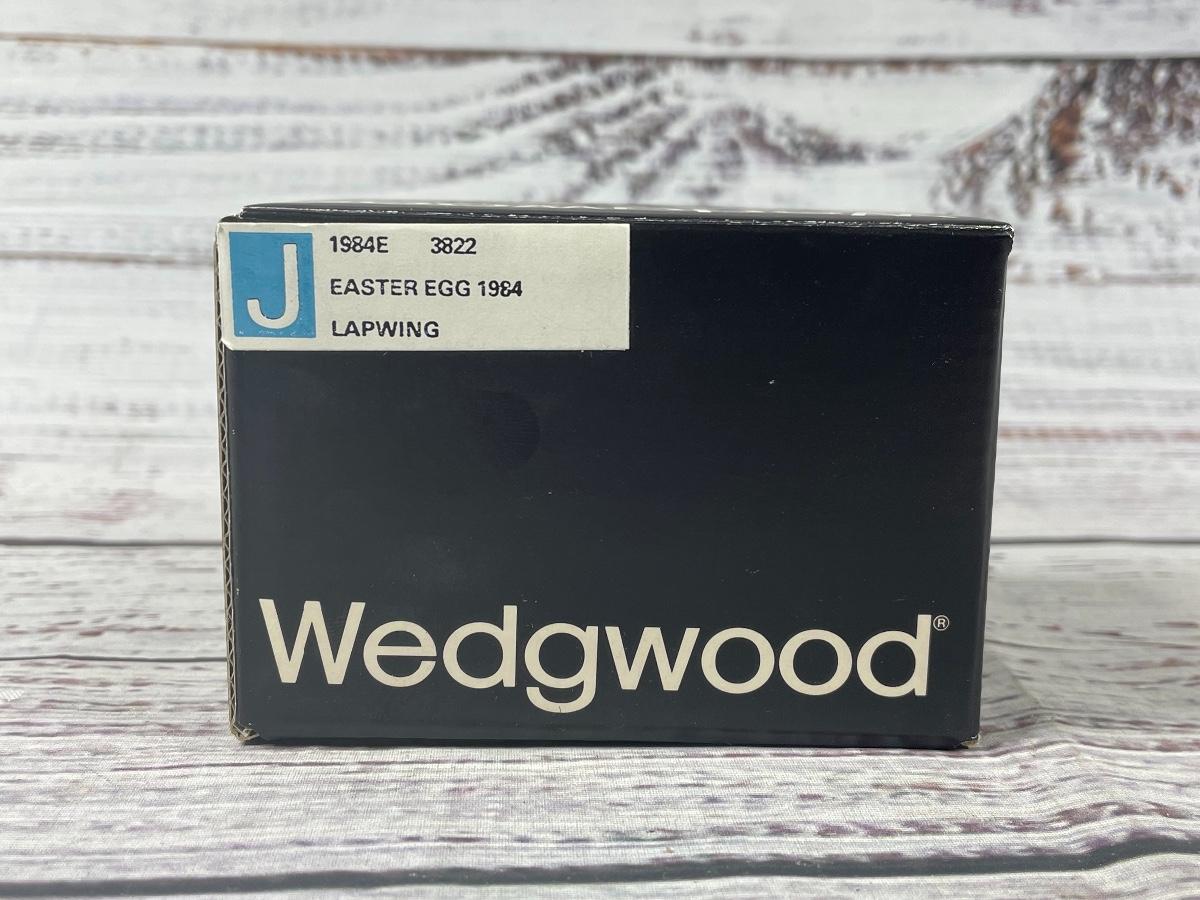 J
1984E 3822
EASTER EGG 1984
LAPWING
Wedgwood®